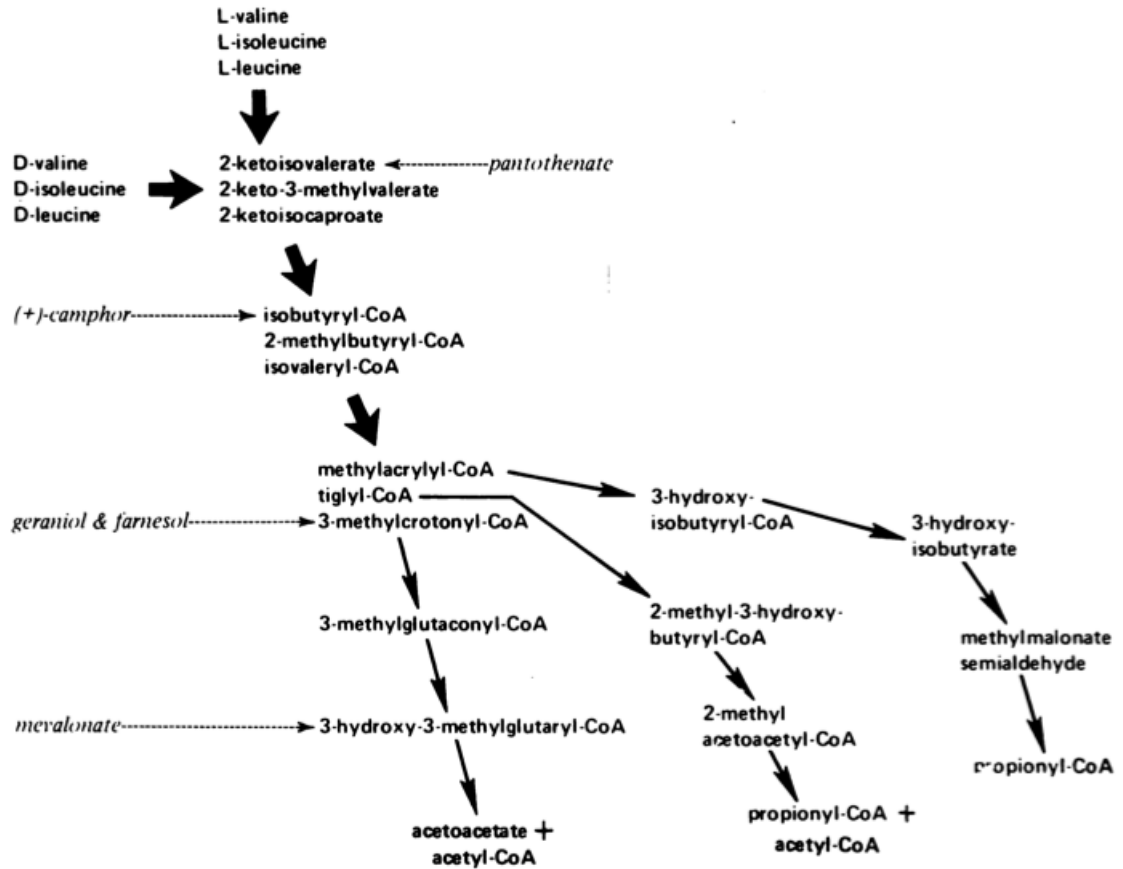 L-valine
L-isoleucine
L-leucine
D-valine
D-isoleucine
D-leucine
2-ketoisovalerate
2-keto-3-methylvalerate
2-ketoisocaproate
pantothenate
(+)-camphor
isobutyryl-CoA
2-methylbutyryl-CoA
isovaleryl-CoA
methylacrylyl-CoA
tiglyl-CoA
geraniol & farnesol
3-methylcrotonyl-CoA
3-hydroxy-
isobutyryl-CoA
3-hydroxy-
isobutyrate
3-methylglutaconyl-CoA
2-methyl-3-hydroxy-
butyryl-CoA
methylmalonate
semialdehyde
mevalonate
3-hydroxy-3-methylglutaryl-CoA
2-methyl
acetoacetyl-CoA
propionyl-CoA
acetoacetate +
acetyl-CoA
propionyl-CoA +
acetyl-CoA